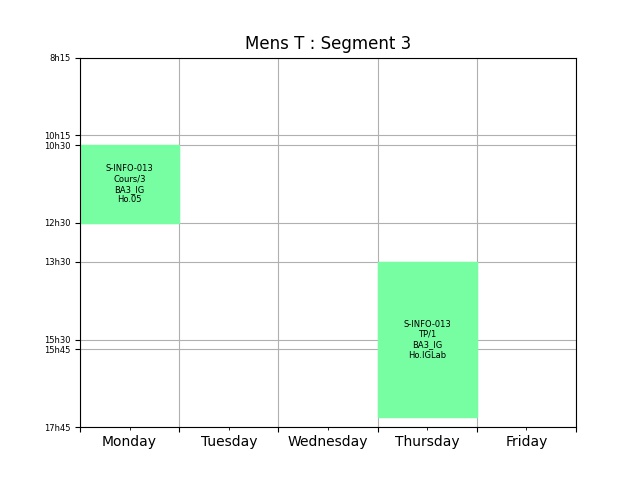 Mens T : Segment 3
8h15
10h15
10h30
S-INFO-013
Cours/3
BA3_IG
Ho.05
12h30
13h30
S-INFO-013
TP/1
BA3_IG
Ho.IGLab
15h30
15h45
17h45
Monday Tuesday Wednesday Thursday Friday